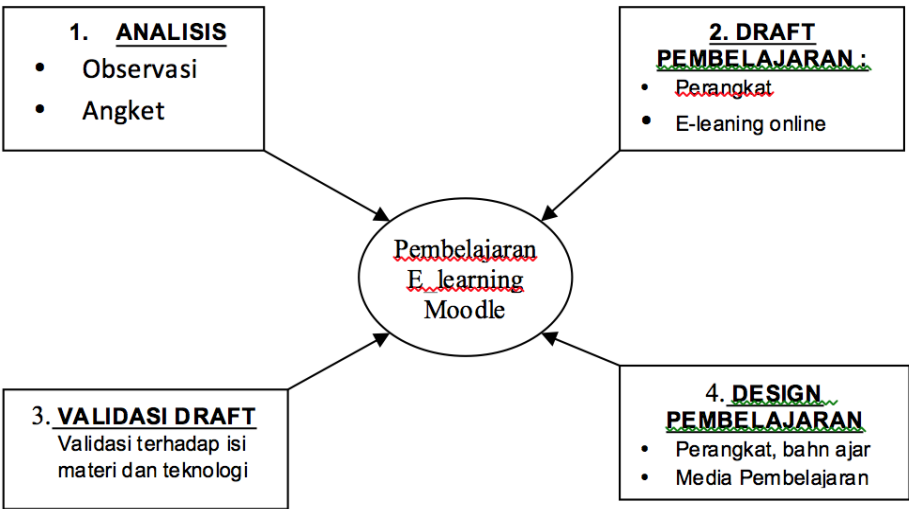 1. ANALISIS
• Observasi
• Angket
2. DRAFT
PEMBELAJARAN :
• Perangkat
• E-leaning online
Pembelajaran
E_learning
Moodle
3. VALIDASI DRAFT
Validasi terhadap isi
materi dan teknologi
4. DESIGN
PEMBELAJARAN
• Perangkat, bahn ajar
• Media Pembelajaran